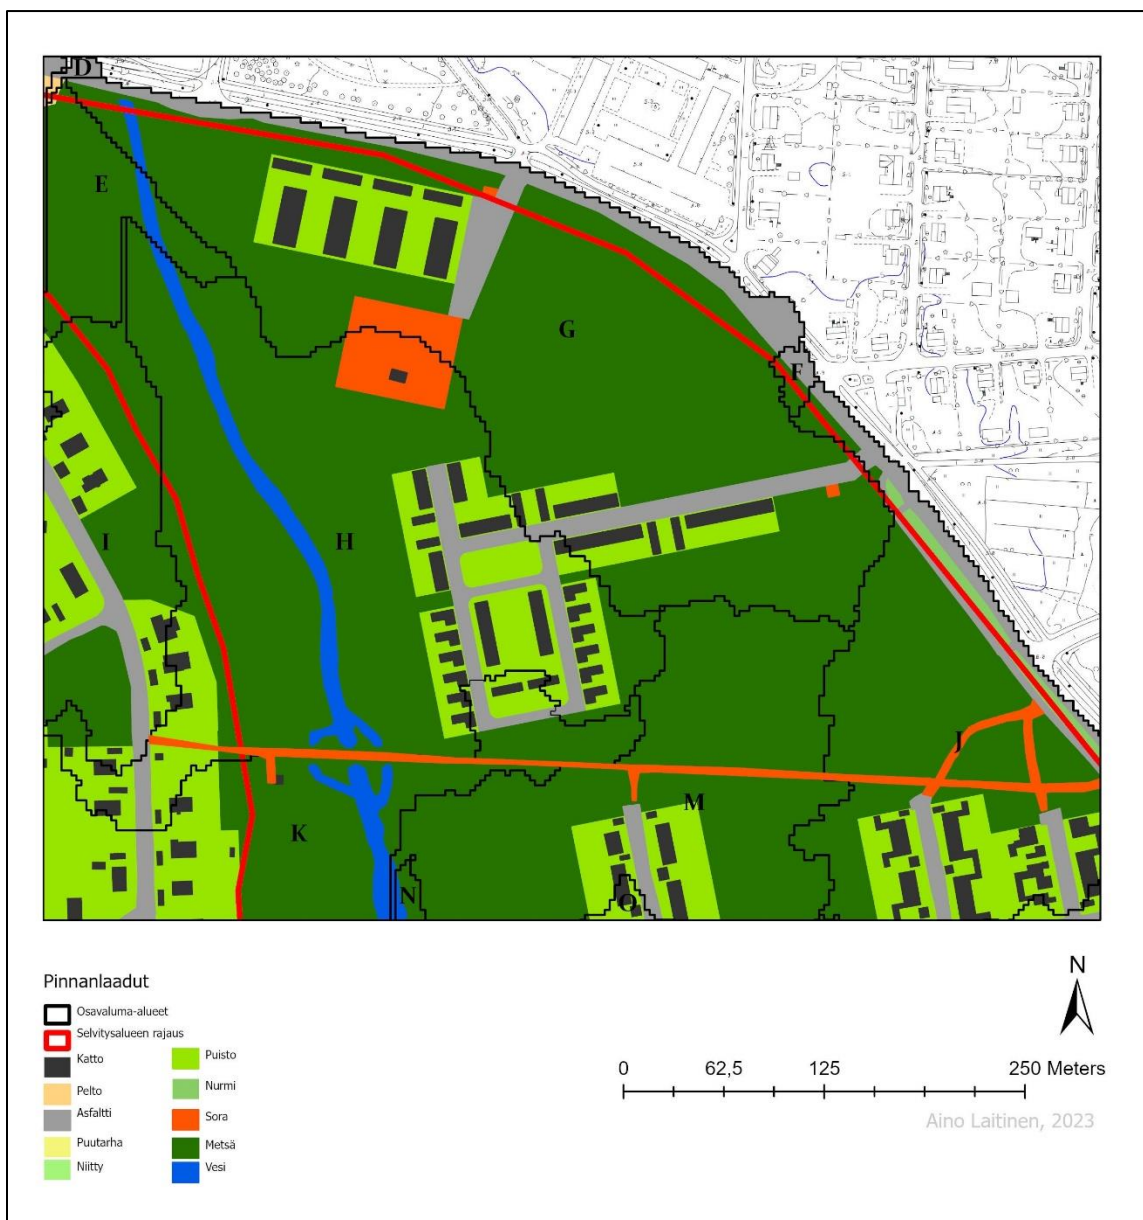 D
E
G
F
I
H
J
K
M
N
O
Pinnanlaadut
Osavaluma-alueet
Selvitysalueen rajaus
Katto
Pelto
Asfaltti
Puutarha
Niitty
Puisto
Nurmi
Sora
Metsä
Vesi
N
0 62,5 125 250 Meters
Aino Laitinen, 2023